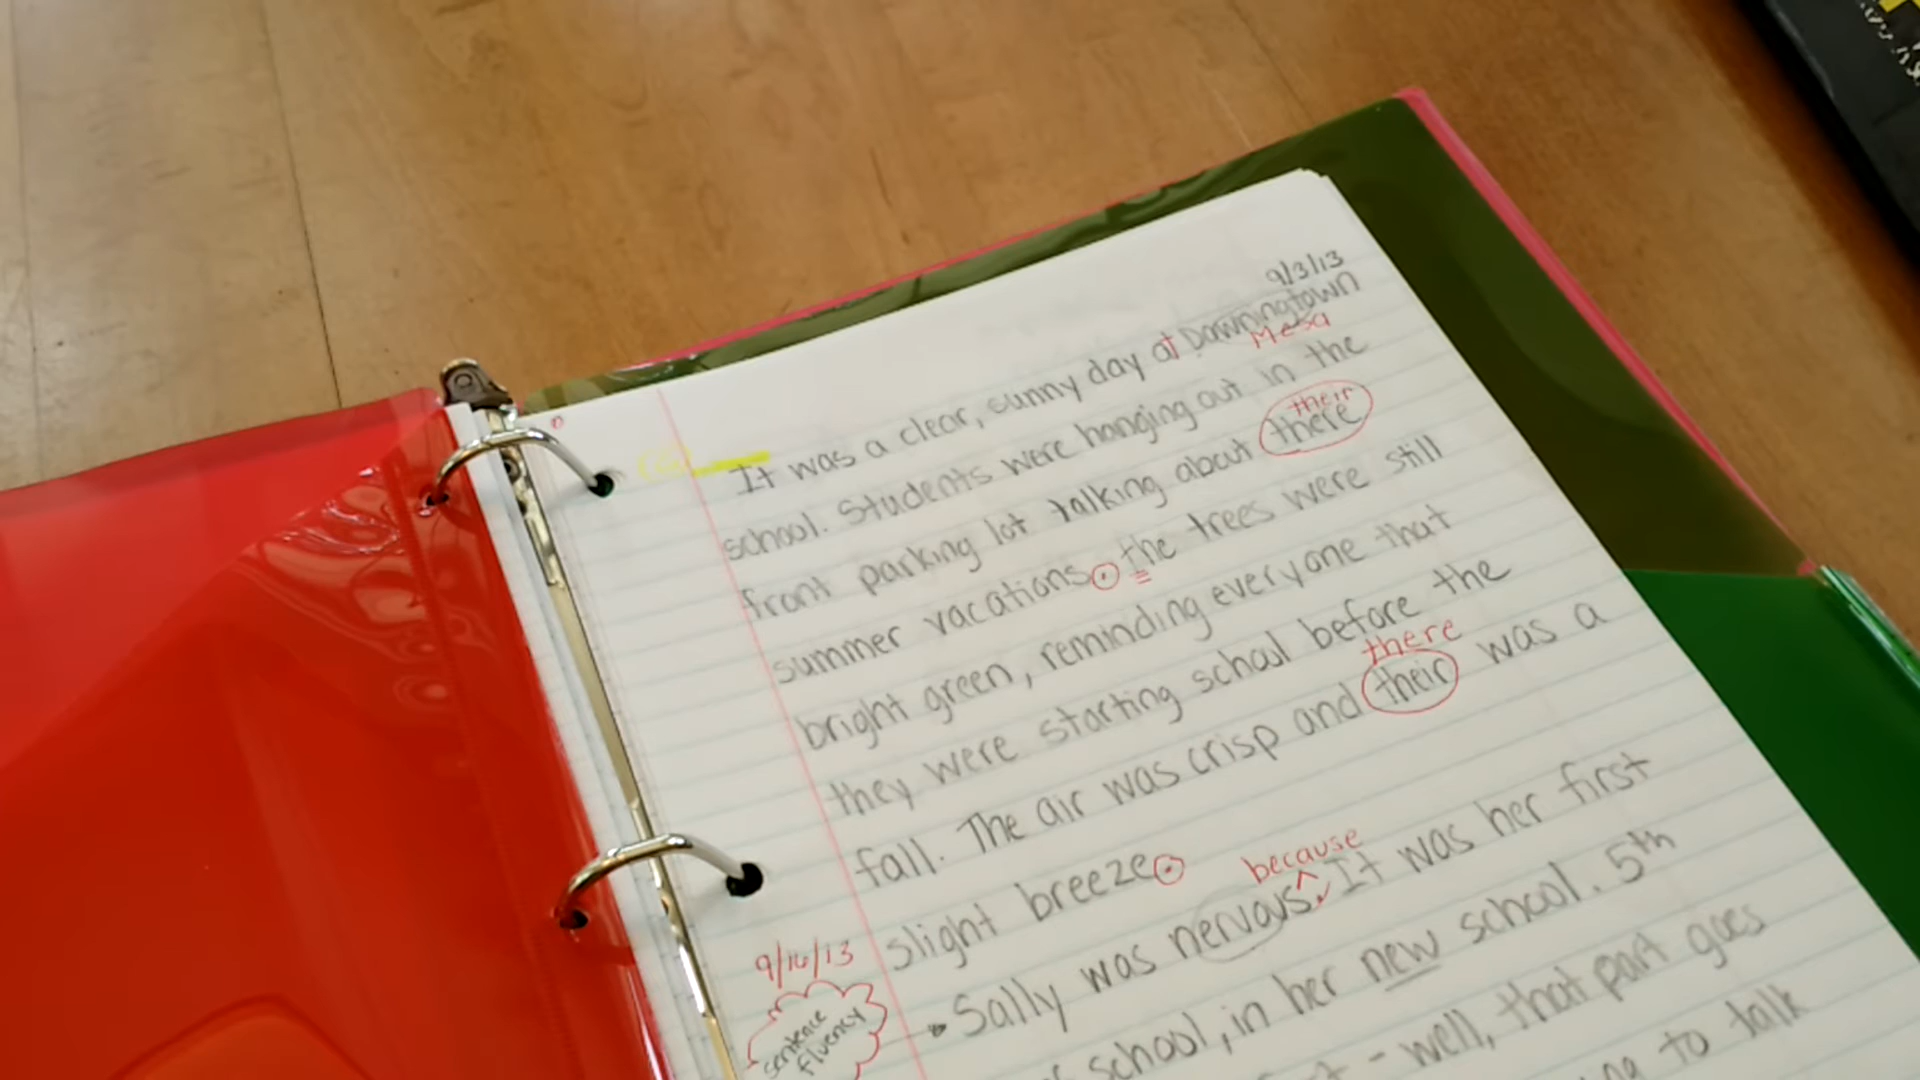 9/3/13
It was a clear, sunny day at Downingtown
Mesa
school. Students were hanging out in the
their
front parking lot talking about there
summer vacations. the trees were still
bright green, reminding everyone that
they were starting school before the
there
fall. The air was crisp and their was a
slight breeze.
because
Sally was nervous. It was her first
school, in her new school. 5th
- well, that part goes
to talk
9/16/13
sentence
fluency